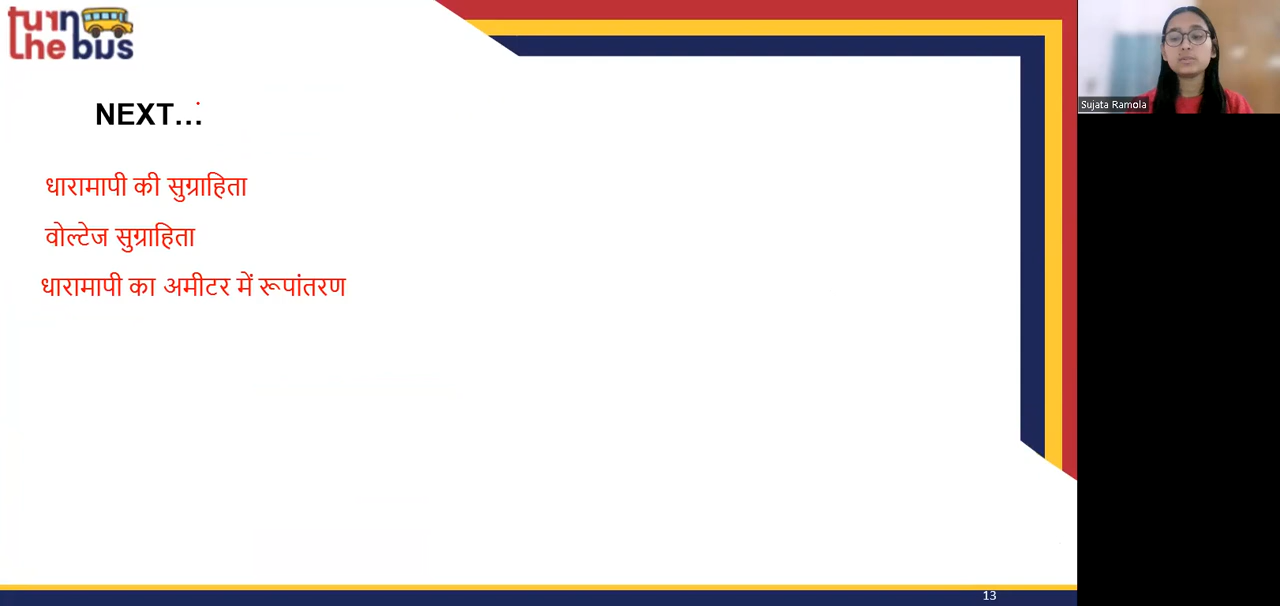 turn
the bus
Sujata Ramola
NEXT...
धारामापी की सुग्राहिता
वोल्टेज सुग्राहिता
धारामापी का अमीटर में रूपांतरण
13